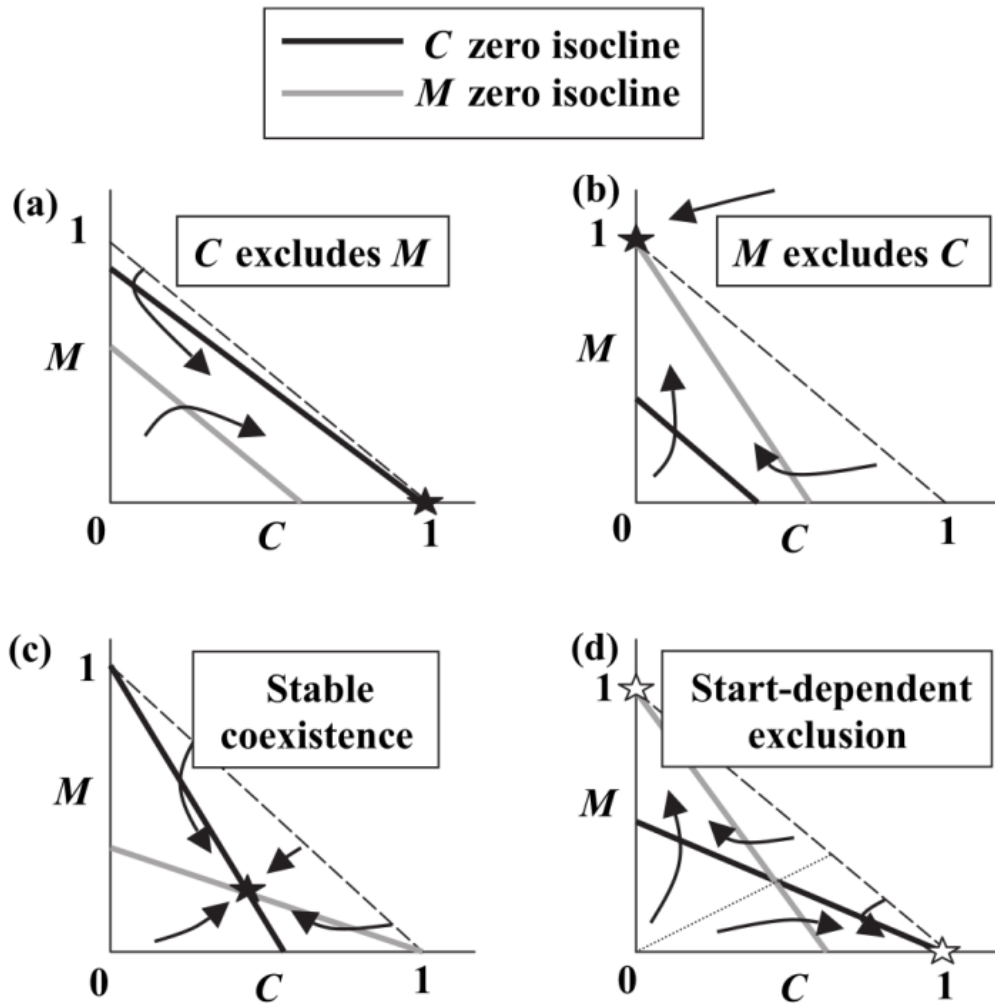 C zero isocline
M zero isocline
(a)
1
C excludes M
M
0
C
1
(b)
1
M excludes C
M
0
C
1
(c)
1
Stable
coexistence
M
0
C
1
(d)
1
Start-dependent
exclusion
M
0
C
1